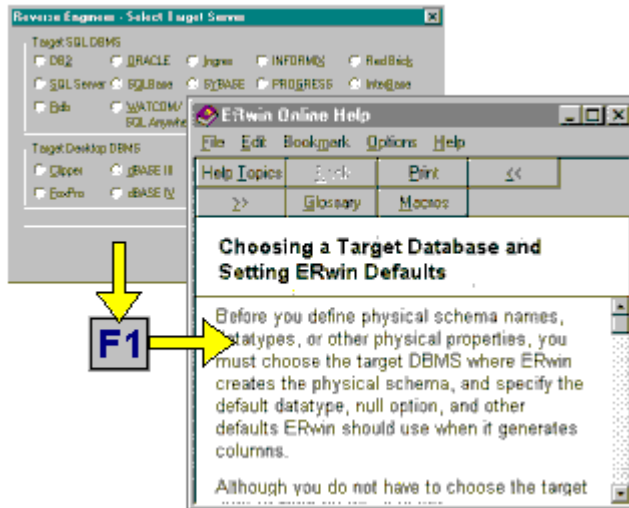 Reverse Engineer - Select Target Server
Target SQL DBMS
DB2 ORACLE Ingres INFORMIX Red Brick
SQL Server SQLBase SYBASE PROGRESS InterBase
Rdb WATCOM/
SQL Anywhe
Target Desktop DBMS
Clipper dBASE III
FoxPro dBASE IV
F1
ERwin Online Help
File Edit Bookmark Options Help
Help Topics Back Print <<
>> Glossary Macros
Choosing a Target Database and
Setting ERwin Defaults
Before you define physical schema names,
datatypes, or other physical properties, you
must choose the target DBMS where ERwin
creates the physical schema, and specify the
default datatype, null option, and other
defaults ERwin should use when it generates
columns.
Although you do not have to choose the target